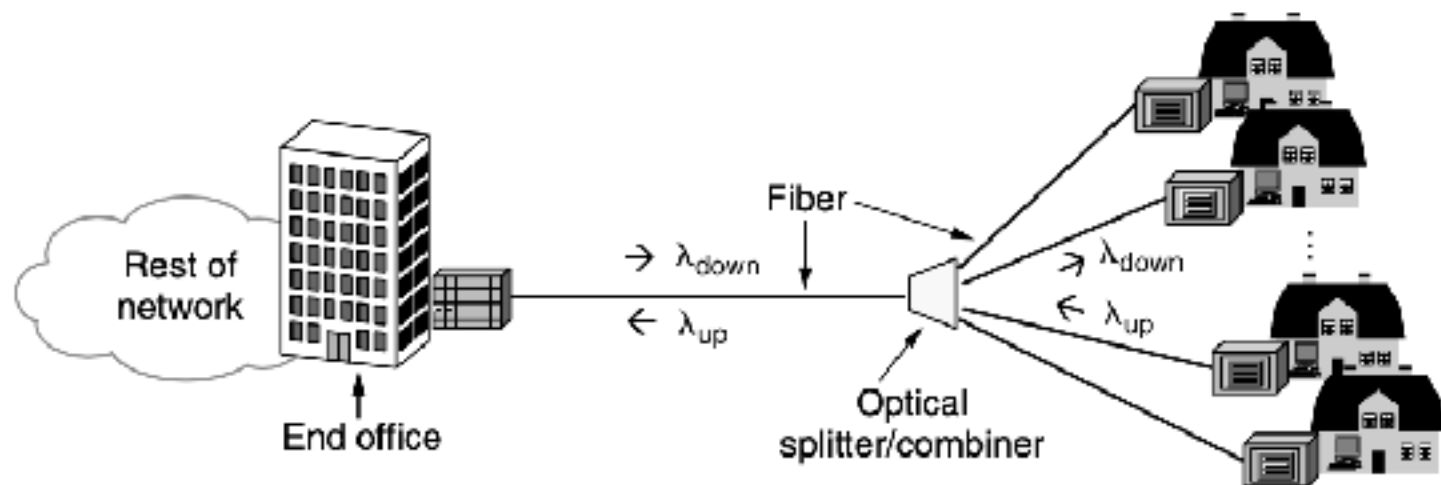 Rest of
network
End office
→ λdown
← λup
Fiber
Optical
splitter/combiner
→ λdown
← λup